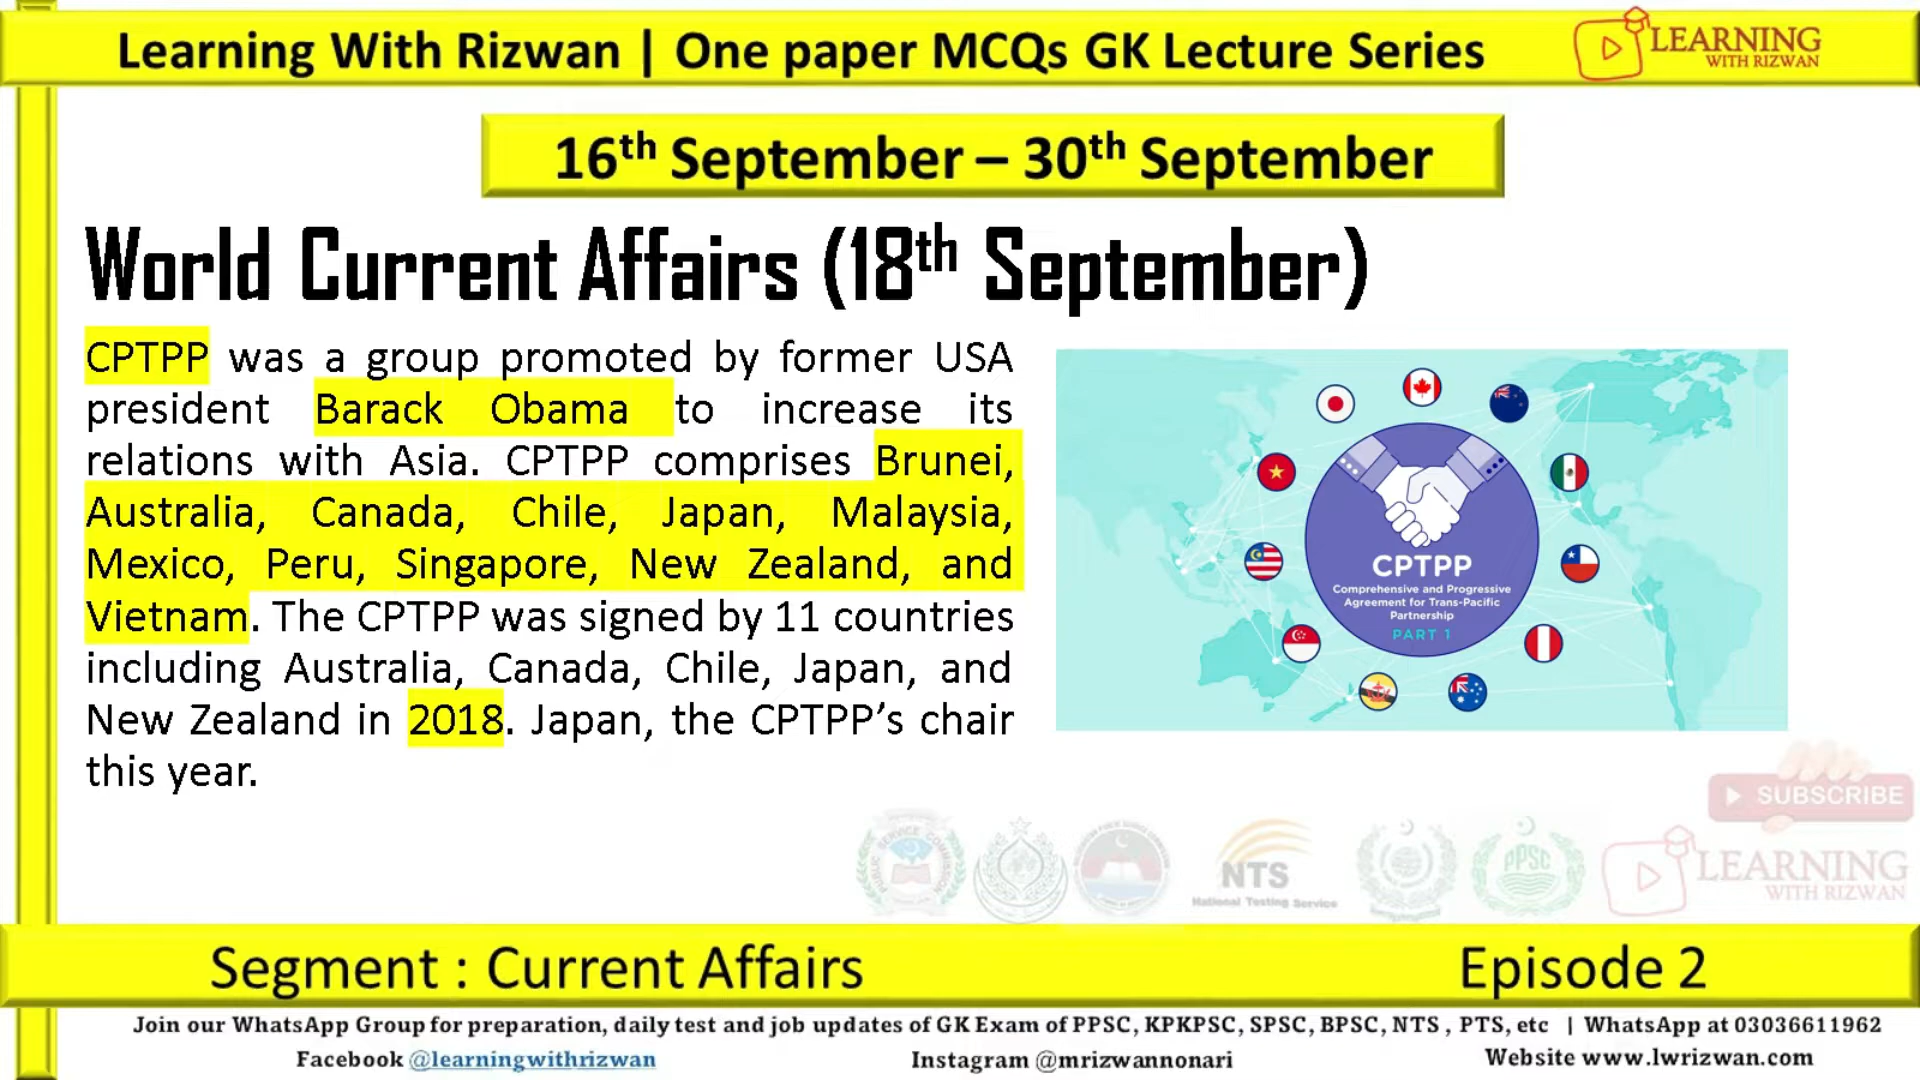 Learning With Rizwan | One paper MCQs GK Lecture Series
LEARNING
WITH RIZWAN
16th September – 30th September
World Current Affairs (18th September)
CPTPP was a group promoted by former USA
president Barack Obama to increase its
relations with Asia. CPTPP comprises Brunei,
Australia, Canada, Chile, Japan, Malaysia,
Mexico, Peru, Singapore, New Zealand, and
Vietnam. The CPTPP was signed by 11 countries
including Australia, Canada, Chile, Japan, and
New Zealand in 2018. Japan, the CPTPP’s chair
this year.
CPTPP
Comprehensive and Progressive
Agreement for Trans-Pacific
Partnership
PART 1
SUBSCRIBE
NTS
National Testing Service
PPSC
LEARNING
WITH RIZWAN
Segment : Current Affairs
Episode 2
Join our WhatsApp Group for preparation, daily test and job updates of GK Exam of PPSC, KPKPSC, SPSC, BPSC, NTS , PTS, etc | WhatsApp at 03036611962
Facebook @learningwithrizwan
Instagram @mrizwannonari
Website www.lwrizwan.com